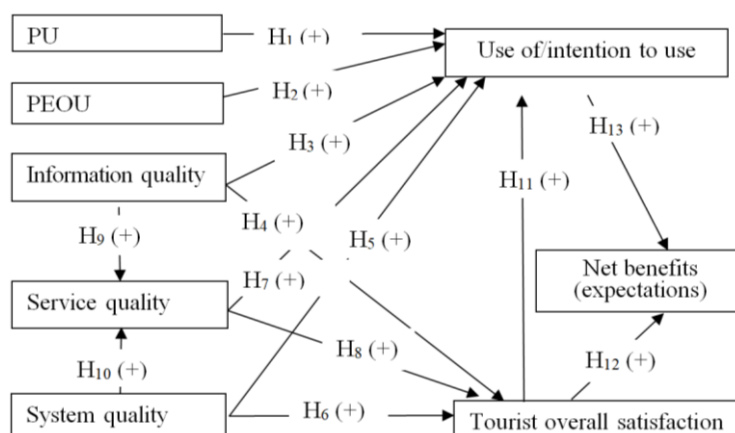 PU
H₁ (+)
Use of/intention to use
PEOU
H₂ (+)
H₃ (+)
H₁₃ (+)
Information quality
H₁₁ (+)
H₄ (+)
H₉ (+)
H₅ (+)
Net benefits
(expectations)
H₇ (+)
Service quality
H₈ (+)
H₁₂ (+)
H₁₀ (+)
System quality
H₆ (+)
Tourist overall satisfaction